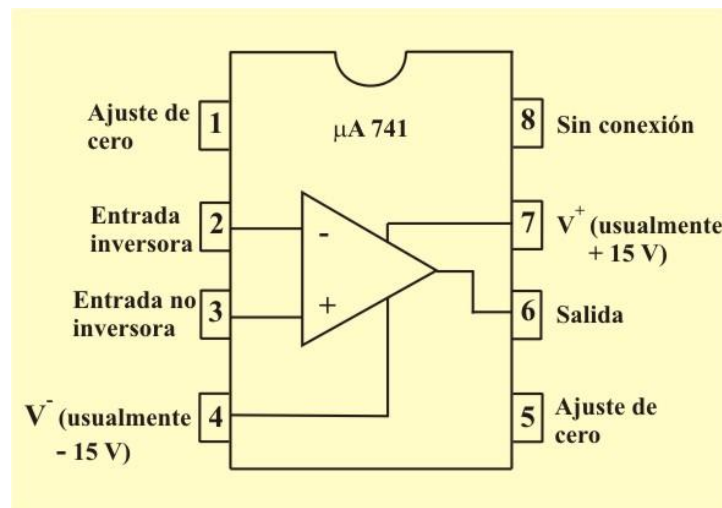 Ajuste de
cero
1
μA 741
8
Sin conexión
Entrada
inversora
2
-
7
V+ (usualmente
+ 15 V)
Entrada no
inversora
3
+
6
Salida
V- (usualmente
- 15 V)
4
5
Ajuste de
cero